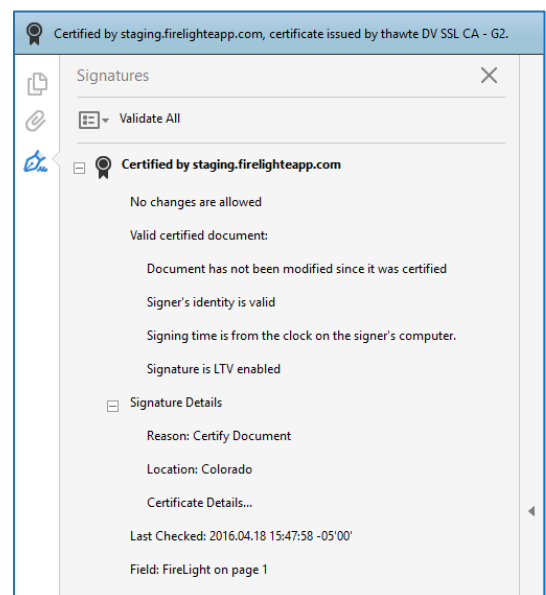 Certified by staging.firelighteapp.com, certificate issued by thawte DV SSL CA - G2.
Signatures
Validate All
Certified by staging.firelighteapp.com
No changes are allowed
Valid certified document:
Document has not been modified since it was certified
Signer's identity is valid
Signing time is from the clock on the signer's computer.
Signature is LTV enabled
Signature Details
Reason: Certify Document
Location: Colorado
Certificate Details...
Last Checked: 2016.04.18 15:47:58 -05'00'
Field: FireLight on page 1